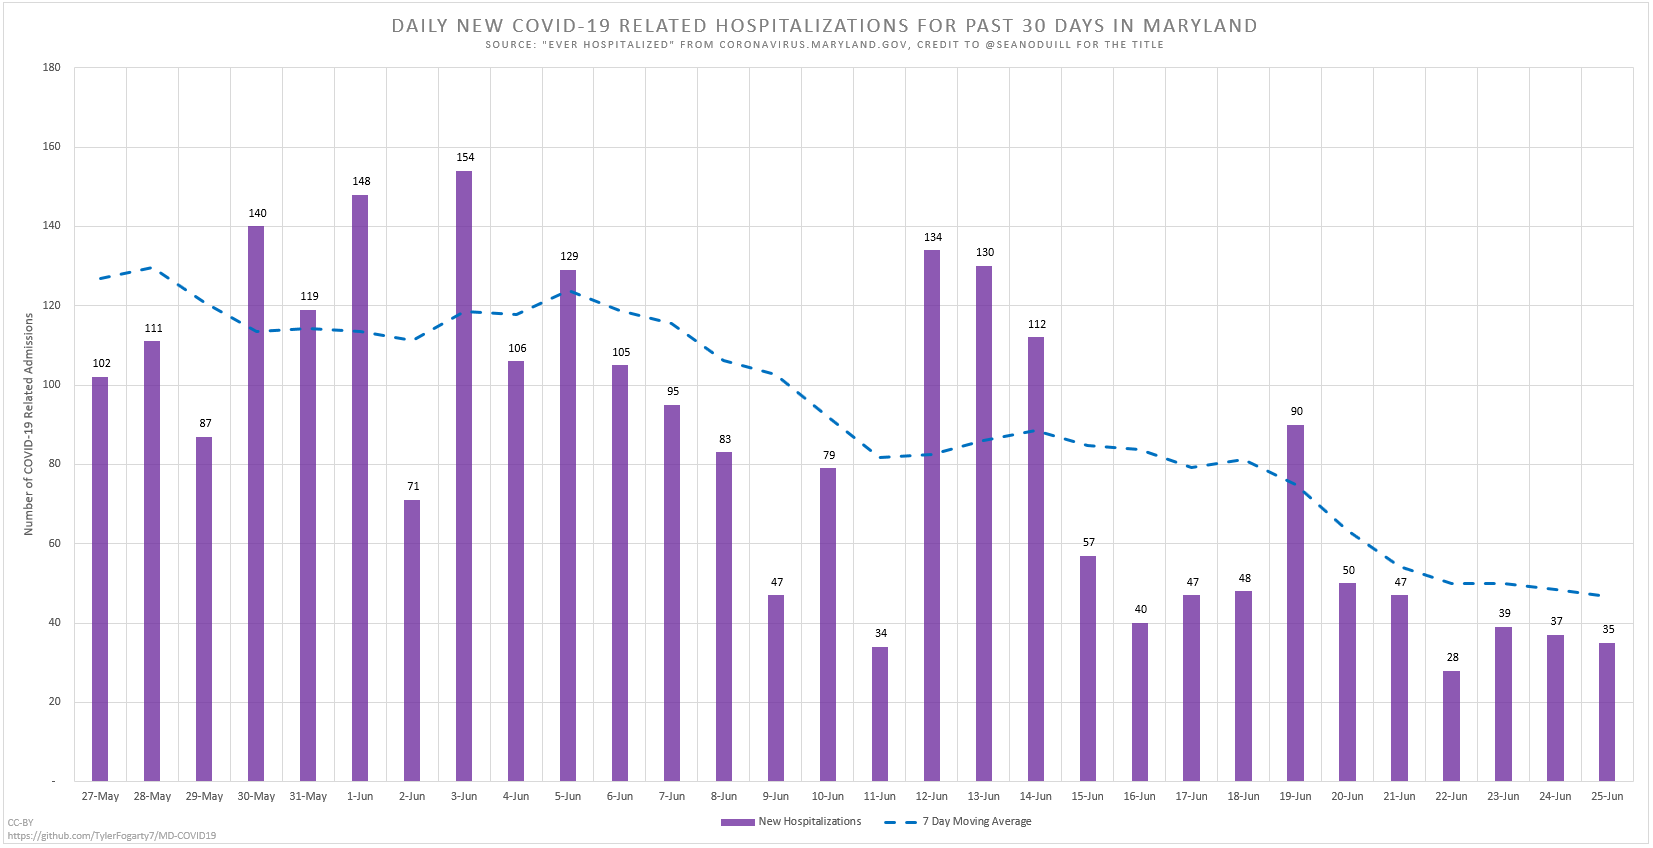 DAILY NEW COVID-19 RELATED HOSPITALIZATIONS FOR PAST 30 DAYS IN MARYLAND
SOURCE: "EVER HOSPITALIZED" FROM CORONAVIRUS.MARYLAND.GOV, CREDIT TO @SEANODUILL FOR THE TITLE
Number of COVID-19 Related Admissions
180
160
140
120
100
80
60
40
20
-
102
111
87
140
119
148
71
154
106
129
105
95
83
47
79
34
134
130
112
57
40
47
48
90
50
47
28
39
37
35
27-May
28-May
29-May
30-May
31-May
1-Jun
2-Jun
3-Jun
4-Jun
5-Jun
6-Jun
7-Jun
8-Jun
9-Jun
10-Jun
11-Jun
12-Jun
13-Jun
14-Jun
15-Jun
16-Jun
17-Jun
18-Jun
19-Jun
20-Jun
21-Jun
22-Jun
23-Jun
24-Jun
25-Jun
New Hospitalizations
7 Day Moving Average
CC-BY
https://github.com/TylerFogarty7/MD-COVID19